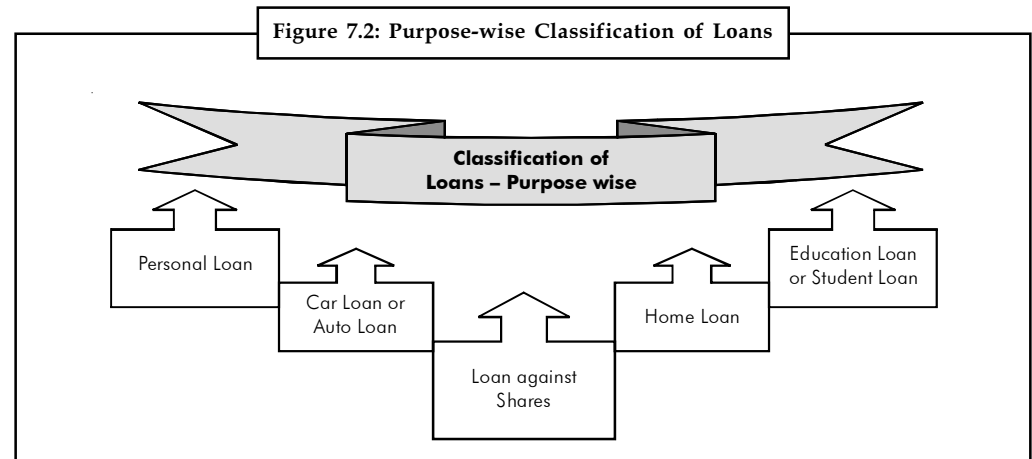 Figure 7.2: Purpose-wise Classification of Loans
Classification of
Loans – Purpose wise
Personal Loan
Car Loan or
Auto Loan
Loan against
Shares
Home Loan
Education Loan
or Student Loan